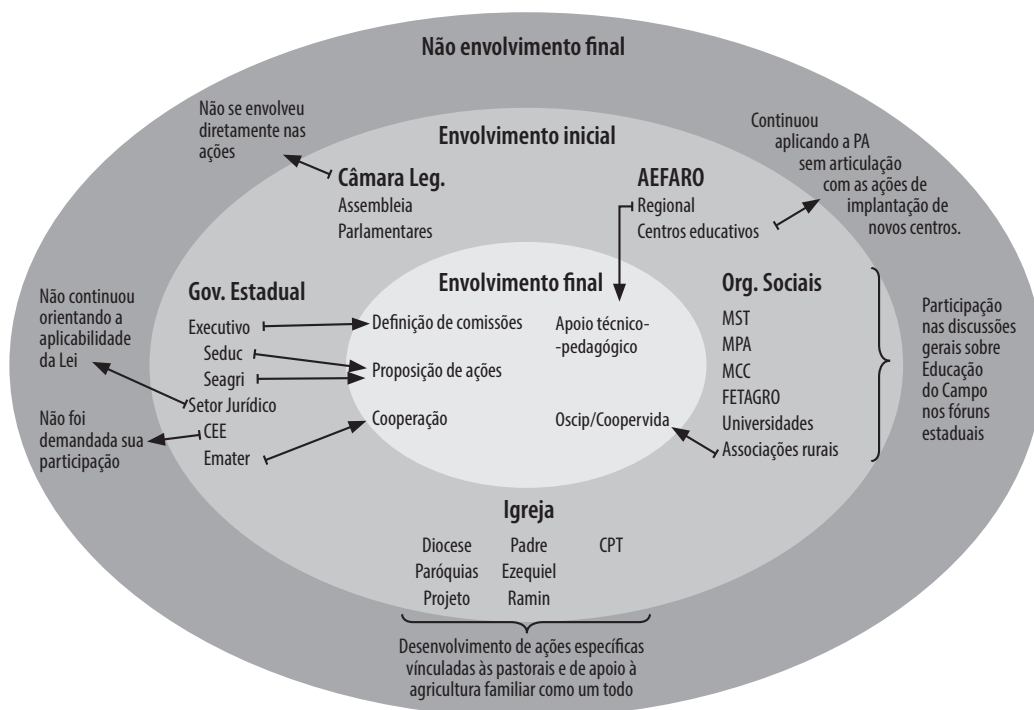 Não envolvimento final
Não se envolveu
diretamente nas
ações
Envolvimento inicial
Continuou
aplicando a PA
sem articulação
com as ações de
implantação de
novos centros.
Câmara Leg.
Assembleia
Parlamentares
AEFARO
Regional
Centros educativos
Não continuou
orientando a
aplicabilidade
da Lei
Não foi
demandada sua
participação
Gov. Estadual
Executivo
Seduc
Seagri
Setor Jurídico
CEE
Emater
Envolvimento final
Definição de comissões
Proposição de ações
Cooperação
Apoio técnico-
-pedagógico
Oscip/Coopervida
Org. Sociais
MST
MPA
MCC
FETAGRO
Universidades
Associações rurais
Participação
nas discussões
gerais sobre
Educação
do Campo
nos fóruns
estaduais
Igreja
Diocese Padre CPT
Paróquias Ezequiel
Projeto Ramin
Desenvolvimento de ações específicas
vínculadas às pastorais e de apoio à
agricultura familiar como um todo